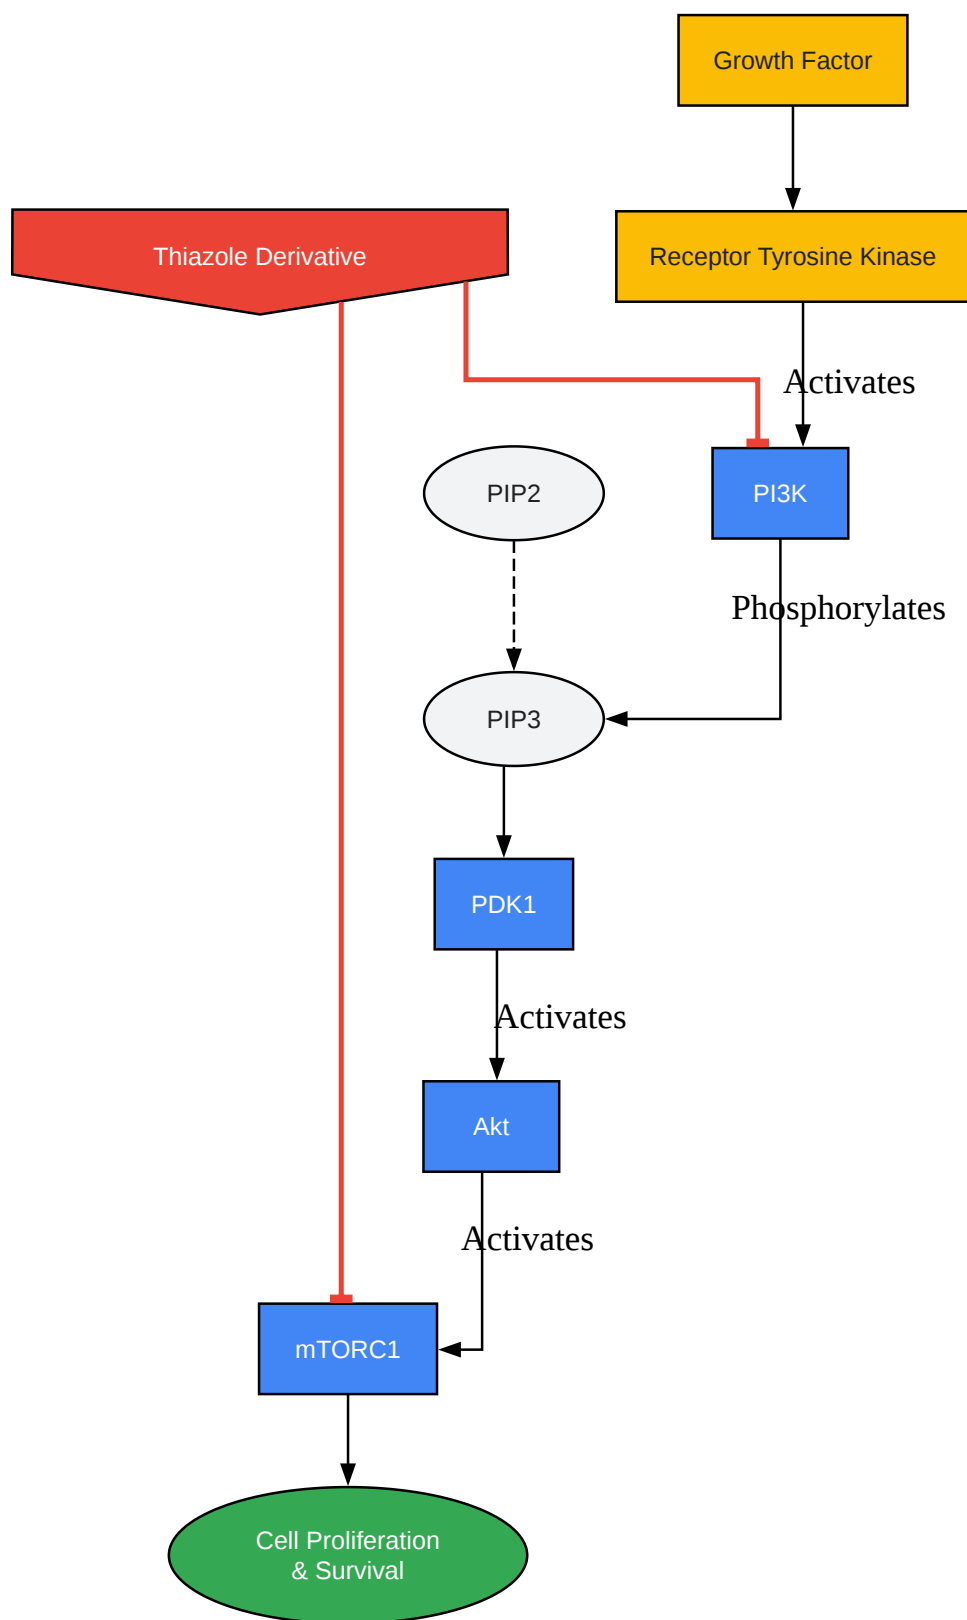 Growth Factor
Thiazole Derivative
Receptor Tyrosine Kinase
Activates
PIP2
PI3K
Phosphorylates
PIP3
PDK1
Activates
Akt
Activates
mTORC1
Cell Proliferation
& Survival